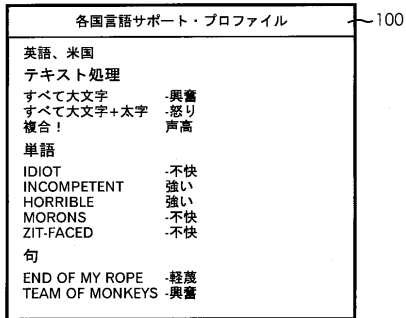 各国言語サポート・プロファイル
100
英語、米国
テキスト処理
すべて大文字 -興奮
すべて大文字+太字 -怒り
複合! 声高
単語
IDIOT -不快
INCOMPETENT 強い
HORRIBLE 強い
MORONS -不快
ZIT-FACED -不快
句
END OF MY ROPE -軽蔑
TEAM OF MONKEYS -興奮